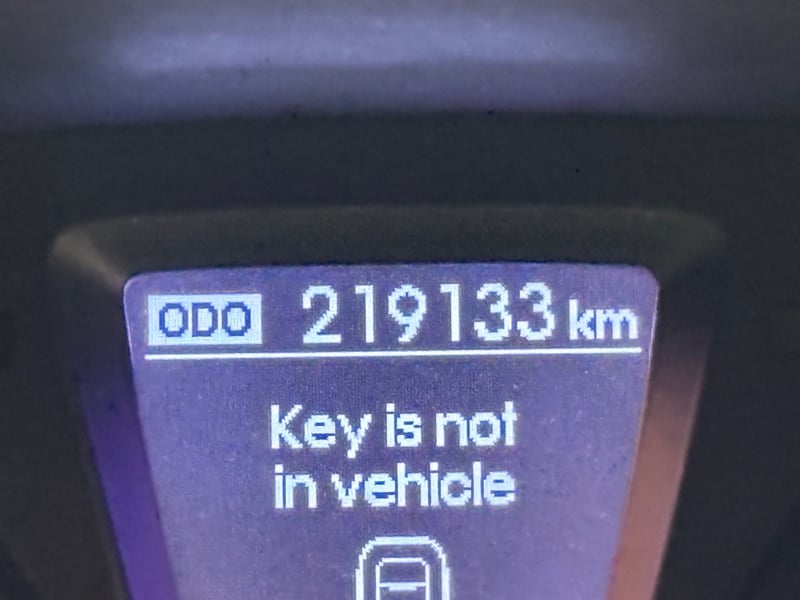 ODO 219133 km
Key is not
in vehicle